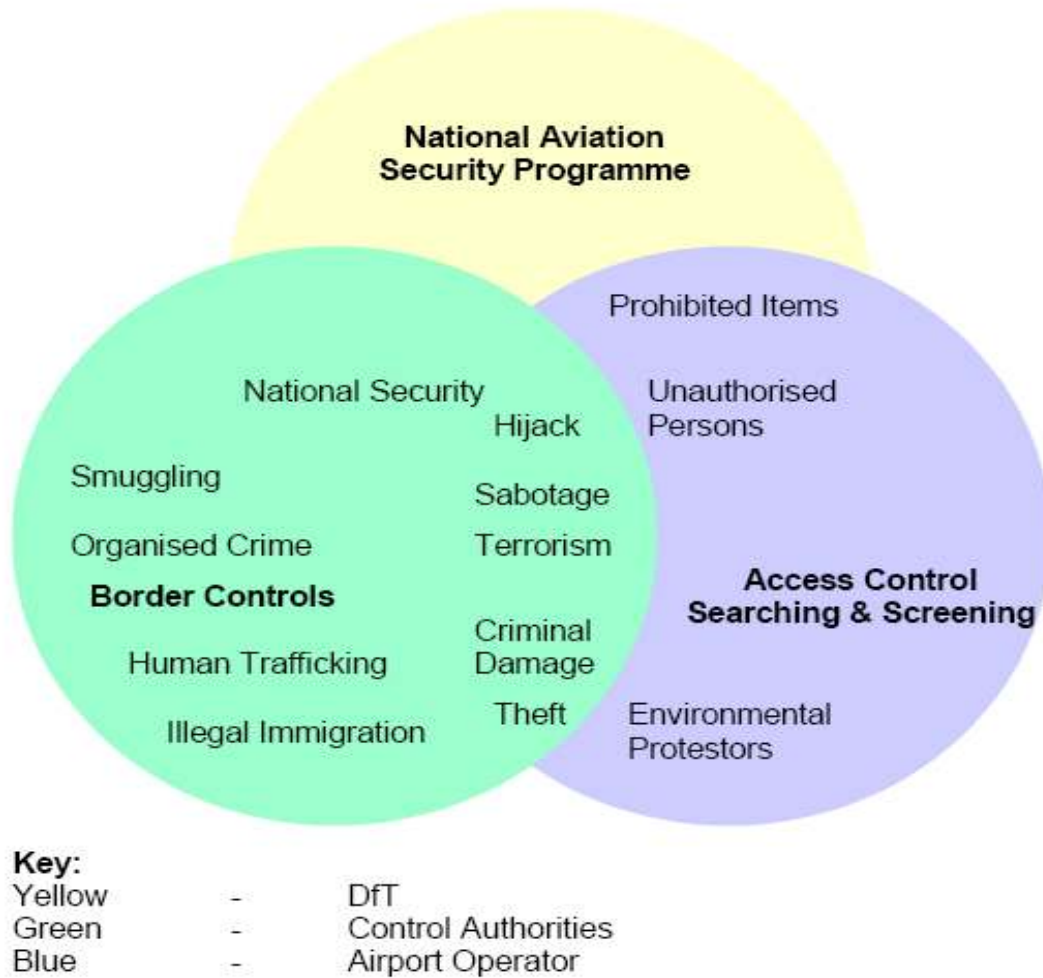 National Aviation
Security Programme
Prohibited Items
National Security
Unauthorised
Persons
Hijack
Smuggling
Sabotage
Organised Crime
Terrorism
Border Controls
Access Control
Searching & Screening
Criminal
Damage
Human Trafficking
Theft
Illegal Immigration
Environmental
Protestors
Key:
Yellow - DfT
Green - Control Authorities
Blue - Airport Operator